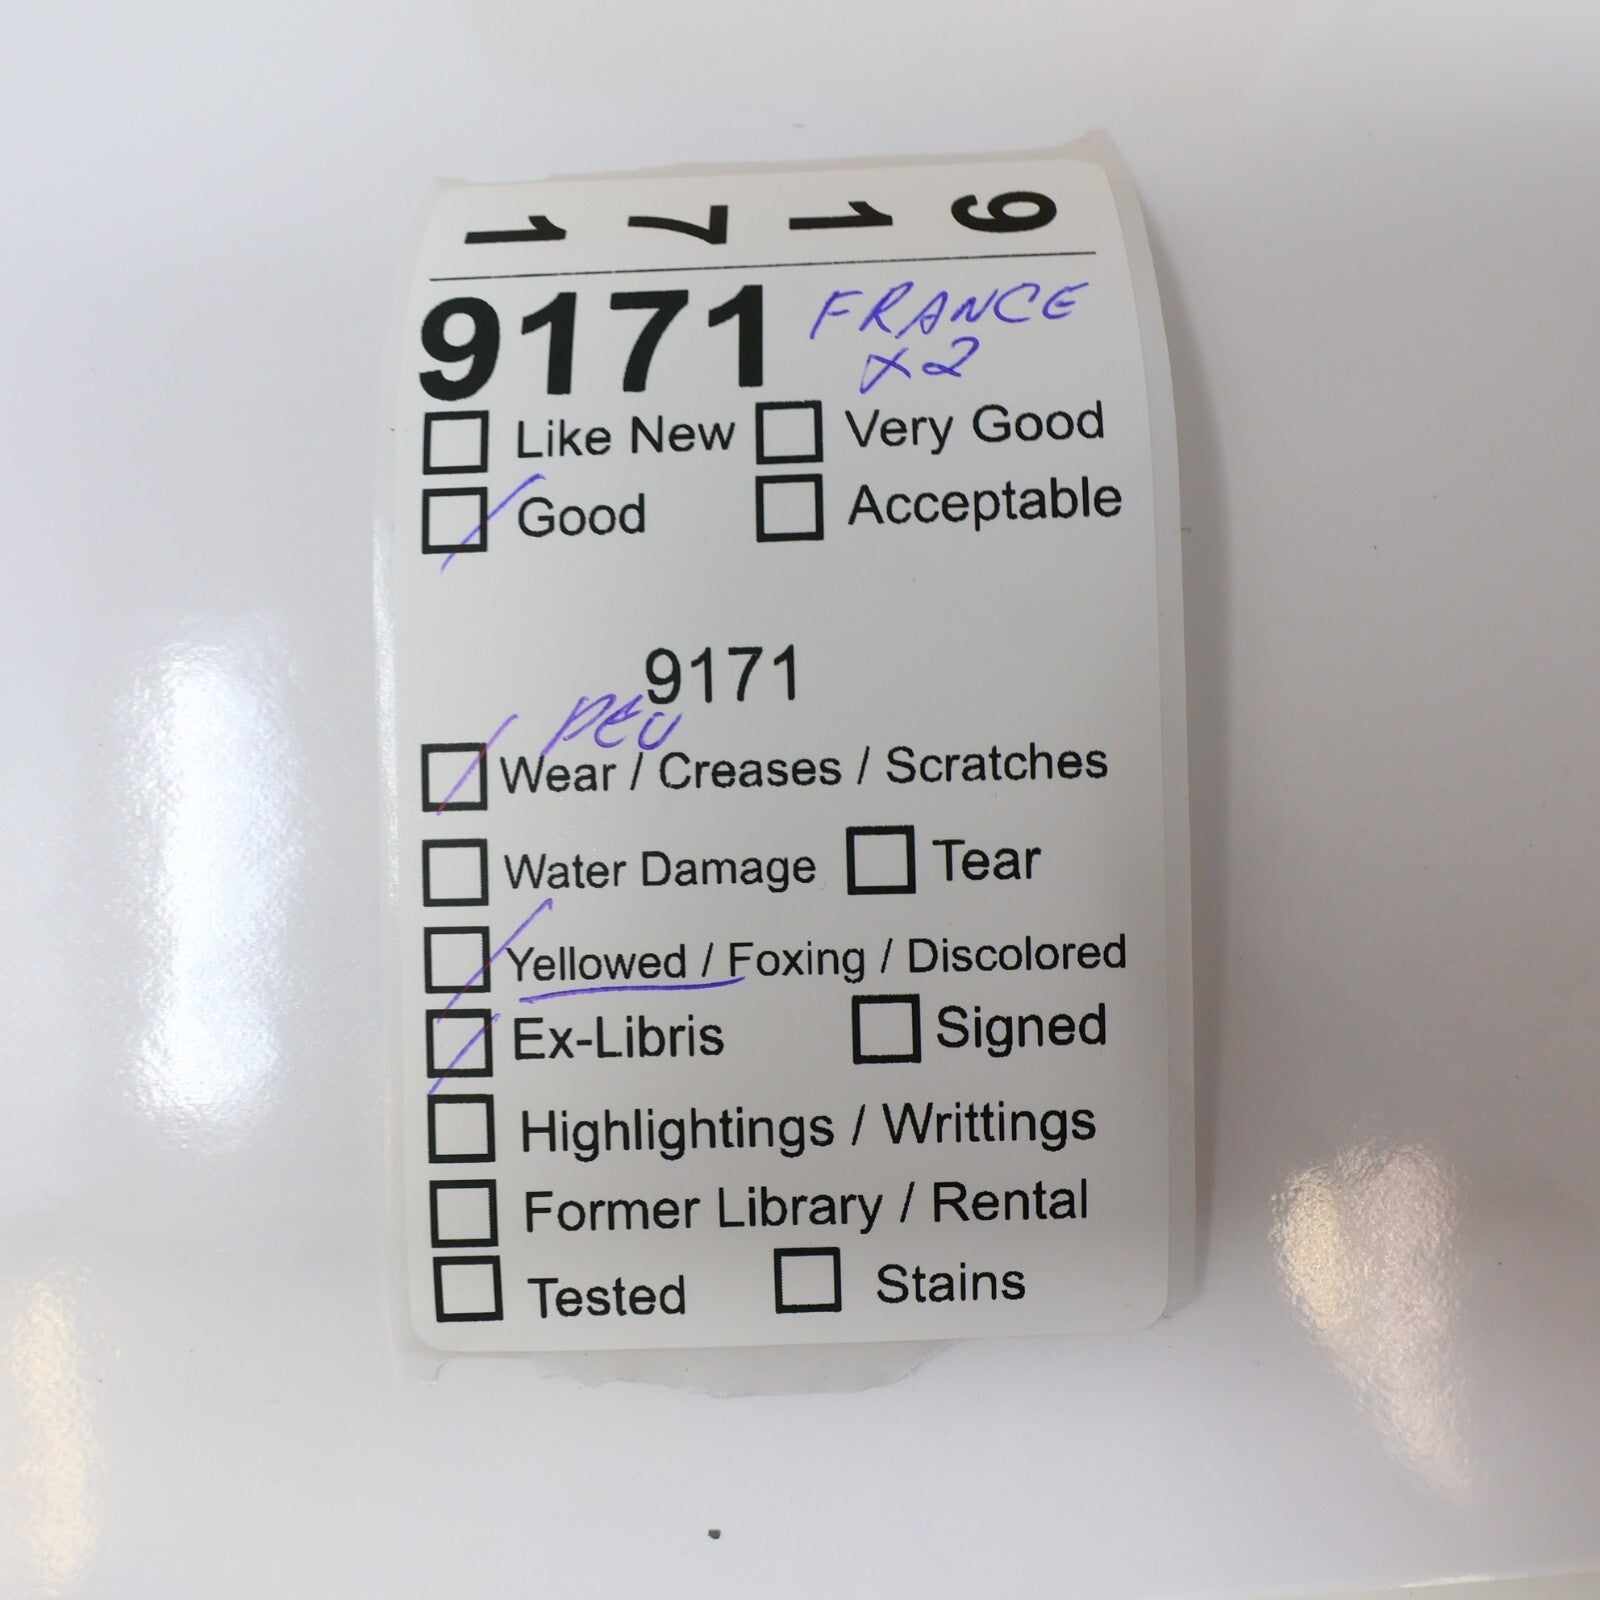 9171
9171 FRANCE
x2
Like New Very Good
Good Acceptable
9171
peu
Wear / Creases / Scratches
Water Damage Tear
Yellowed / Foxing / Discolored
Ex-Libris Signed
Highlightings / Writtings
Former Library / Rental
Tested Stains